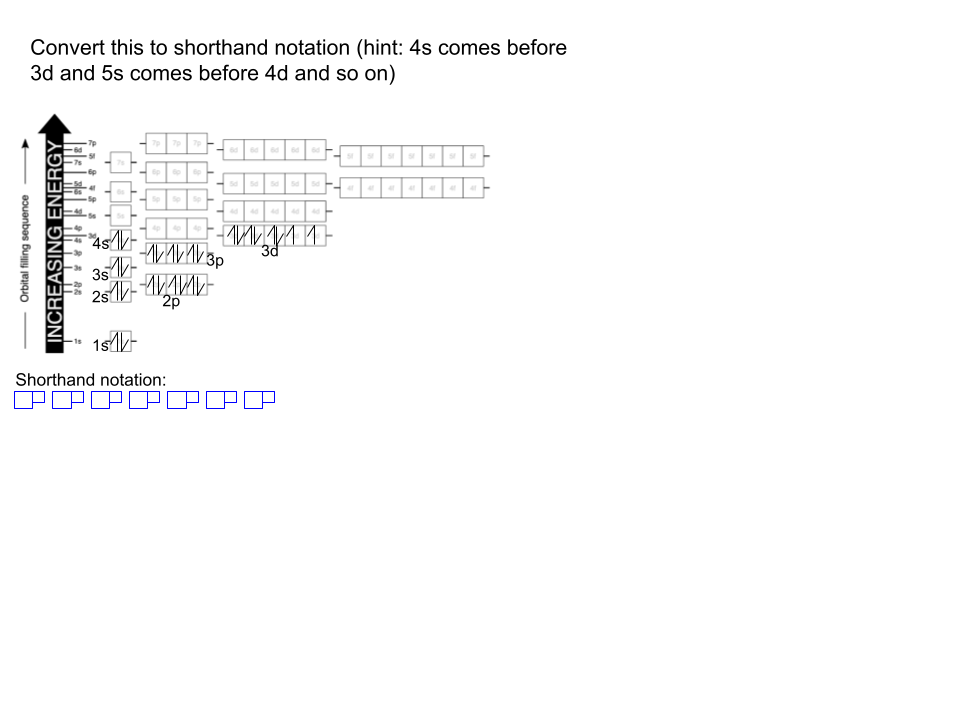 Convert this to shorthand notation (hint: 4s comes before
3d and 5s comes before 4d and so on)
Orbital filling sequence
INCREASING ENERGY
7p
6d
5f
7s
6p
5d
4f
6s
5p
4d
5s
4p
3d
4s
3p
3s
2p
2s
1s
7p 7p 7p
6d 6d 6d 6d 6d
5f 5f 5f 5f 5f 5f 5f
7s
6p 6p 6p
5d 5d 5d 5d 5d
4f 4f 4f 4f 4f 4f 4f
6s
5p 5p 5p
4d 4d 4d 4d 4d
5s
4p 4p 4p
4s
3d
3p
3s
2s
2p
1s
Shorthand notation: